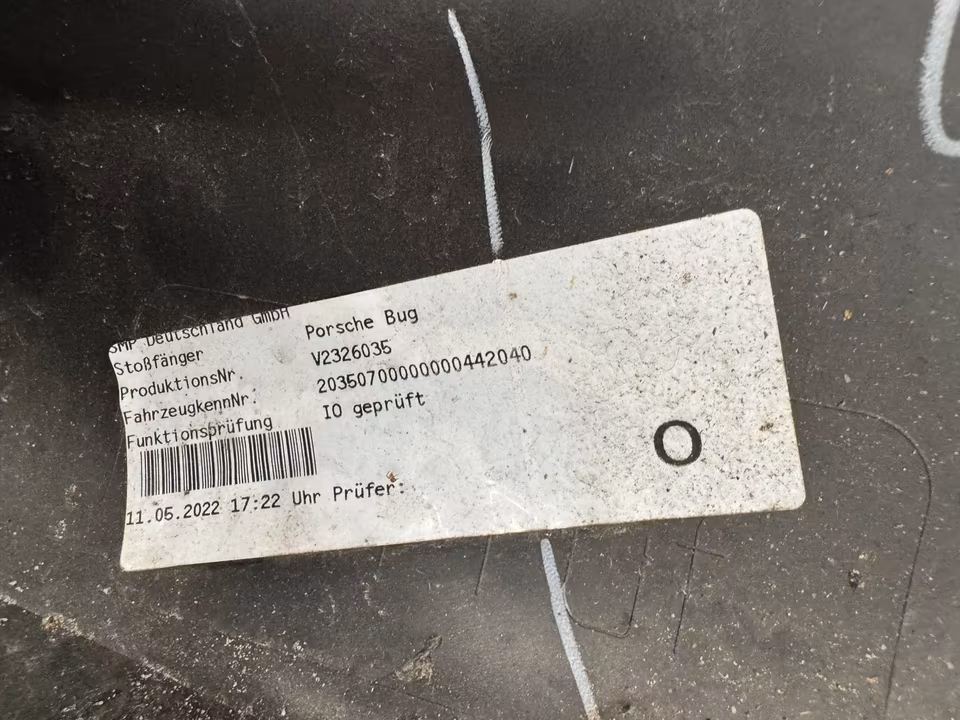 SMP Deutschland GmbH
Stoßfänger Porsche Bug
ProduktionsNr. V2326035
FahrzeugkennNr. 20350700000000442040
Funktionsprüfung IO geprüft
11.05.2022 17:22 Uhr Prüfer:
O